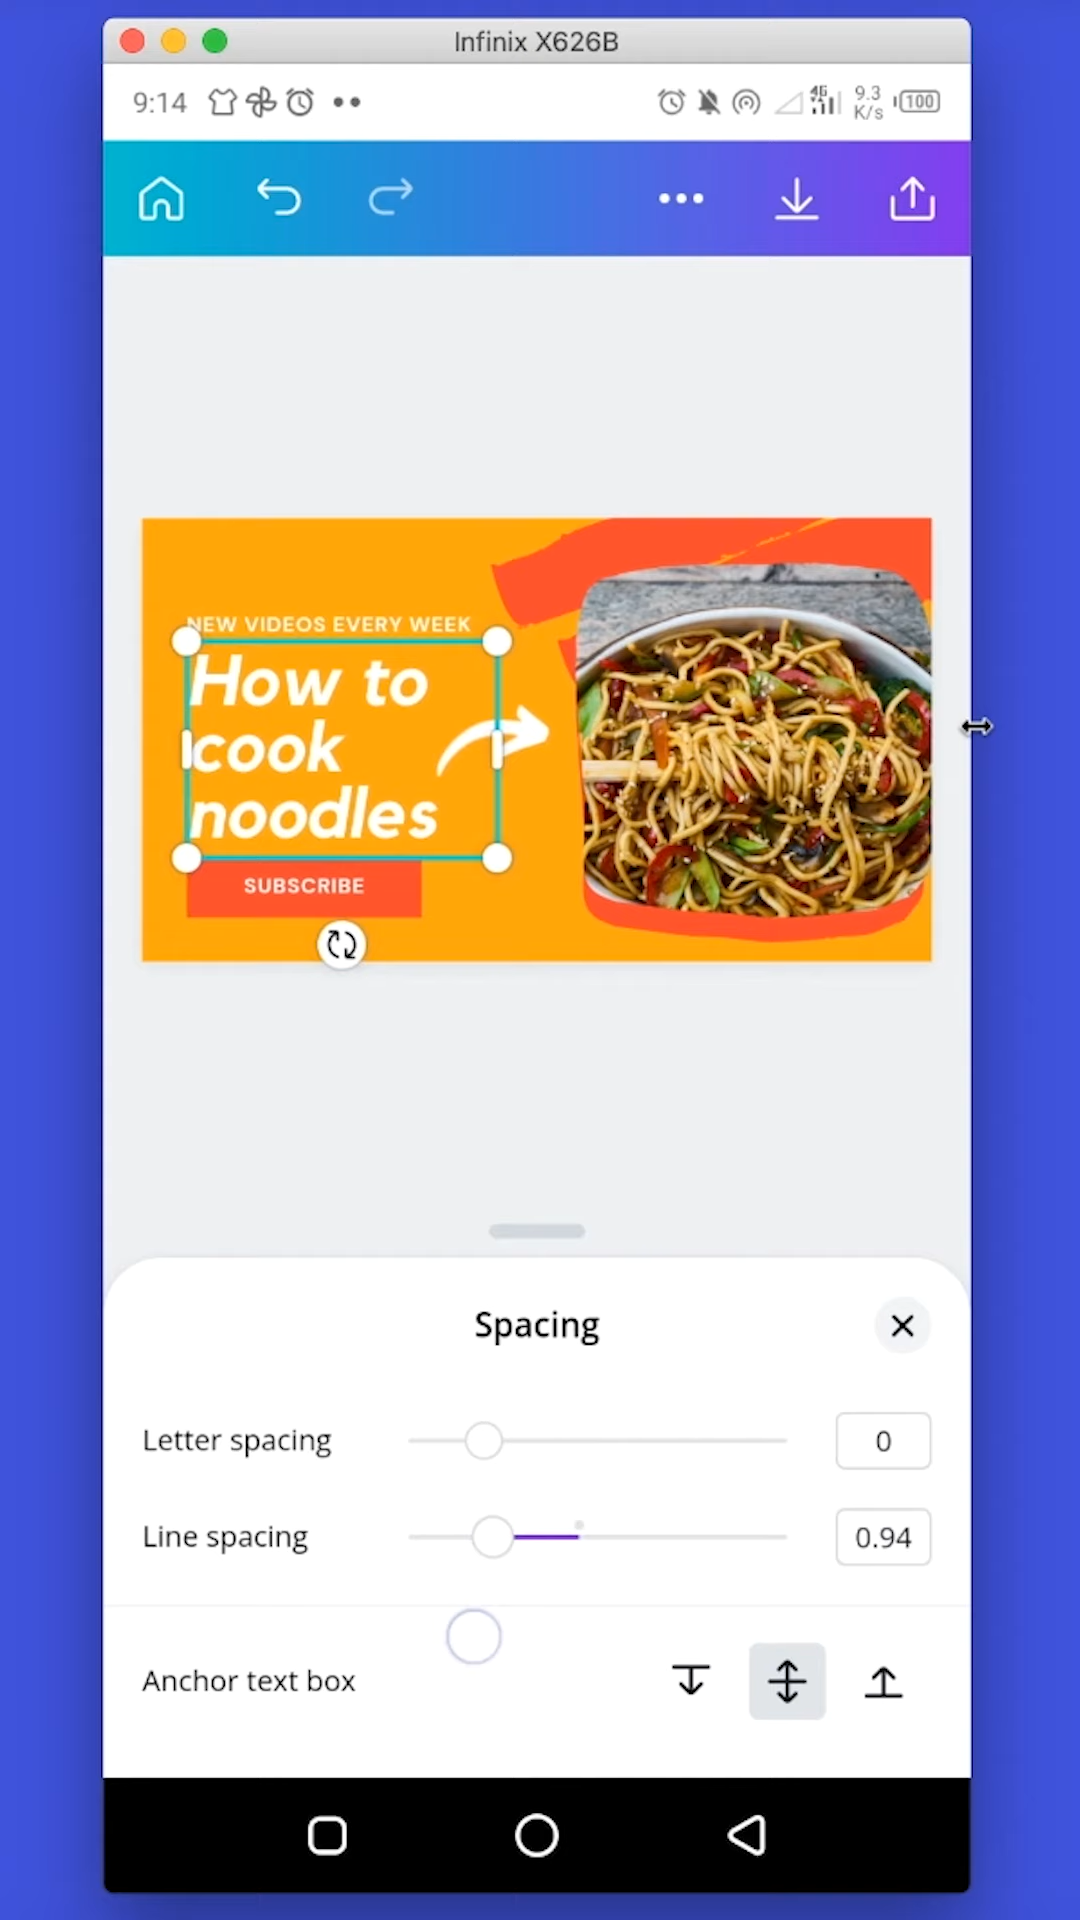 Infinix X626B
9:14
4G
9.3
K/s
100
NEW VIDEOS EVERY WEEK
How to
cook
noodles
SUBSCRIBE
Spacing
Letter spacing
0
Line spacing
0.94
Anchor text box